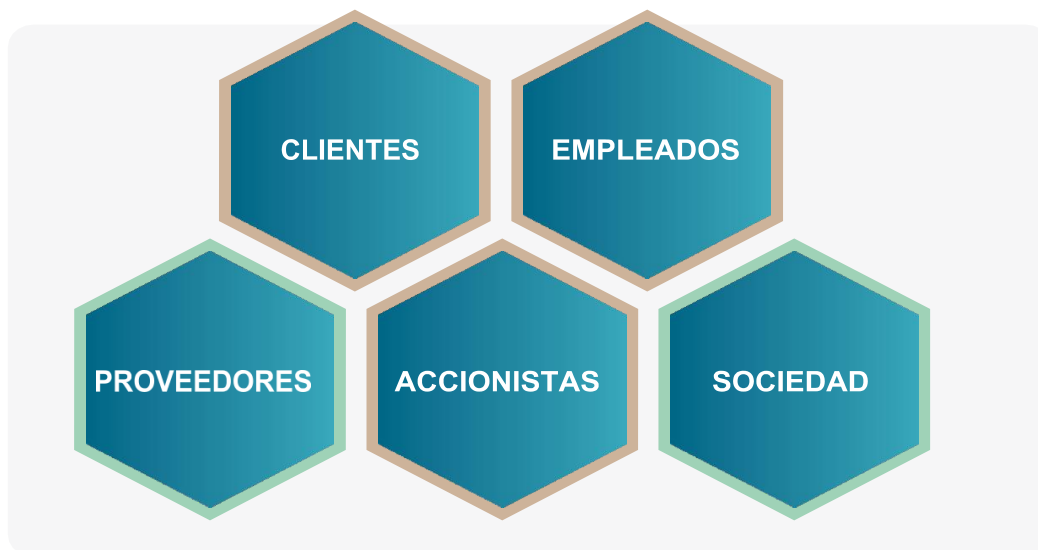 CLIENTES
EMPLEADOS
PROVEEDORES
ACCIONISTAS
SOCIEDAD